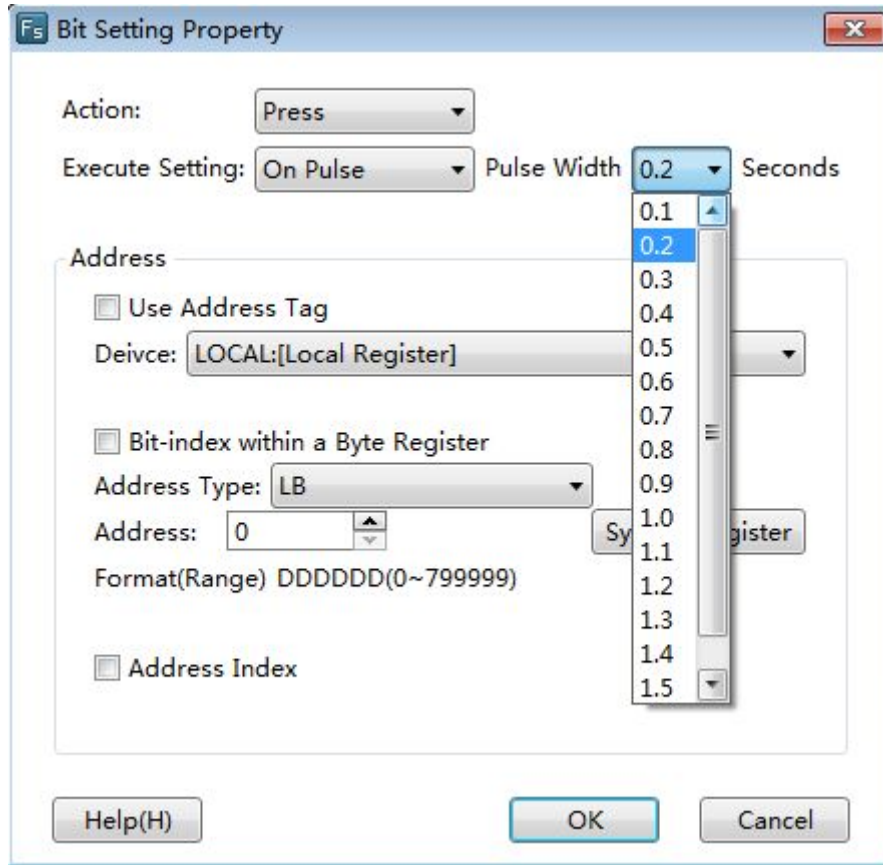 Fs Bit Setting Property
Action: Press
Execute Setting: On Pulse Pulse Width 0.2 Seconds
0.1
0.2
0.3
0.4
0.5
0.6
0.7
0.8
0.9
1.0
1.1
1.2
1.3
1.4
1.5
Address
Use Address Tag
Deivce: LOCAL:[Local Register]
Bit-index within a Byte Register
Address Type: LB
Address: 0
Format(Range) DDDDDD(0~799999)
Address Index
Help(H) OK Cancel